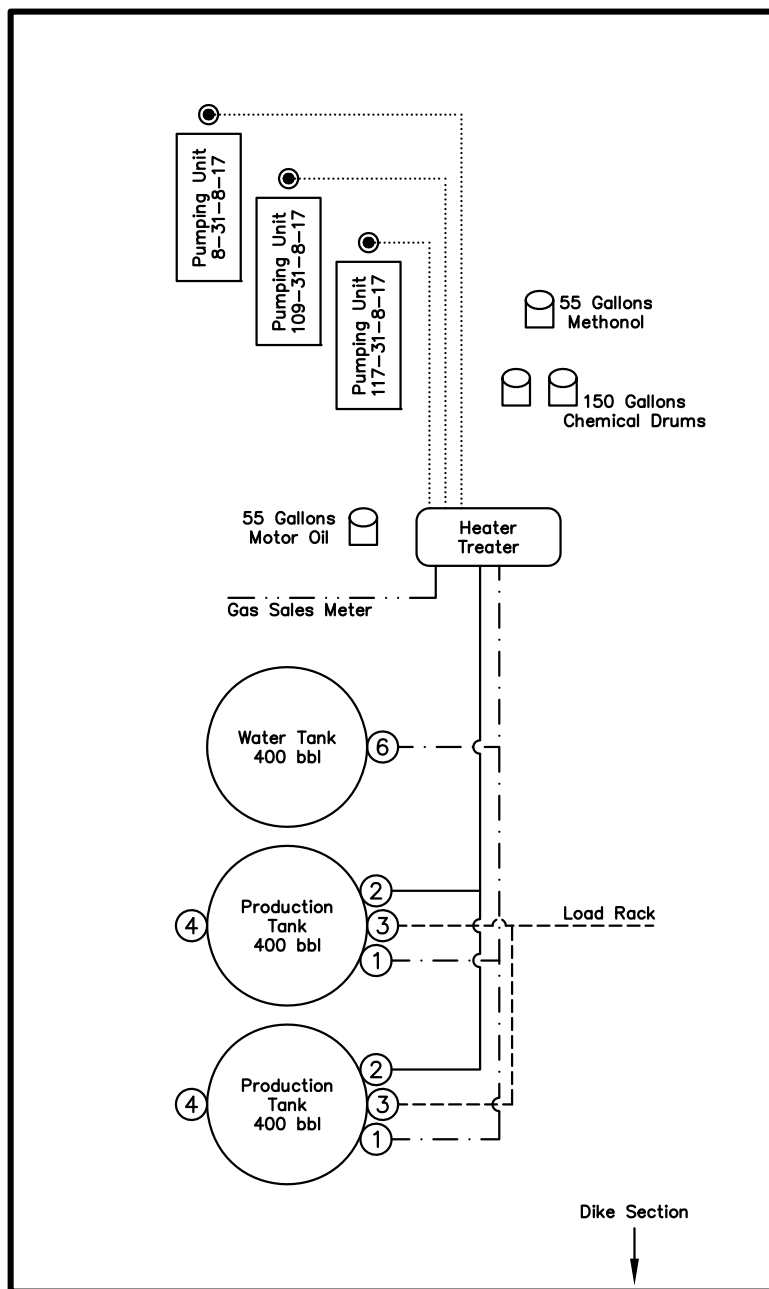 Pumping Unit
8-31-8-17
Pumping Unit
109-31-8-17
Pumping Unit
117-31-8-17
55 Gallons
Methonol
150 Gallons
Chemical Drums
55 Gallons
Motor Oil
Heater
Treater
Gas Sales Meter
Water Tank
400 bbl
6
Production
Tank
400 bbl
4
2
3
1
Load Rack
Production
Tank
400 bbl
4
2
3
1
Dike Section